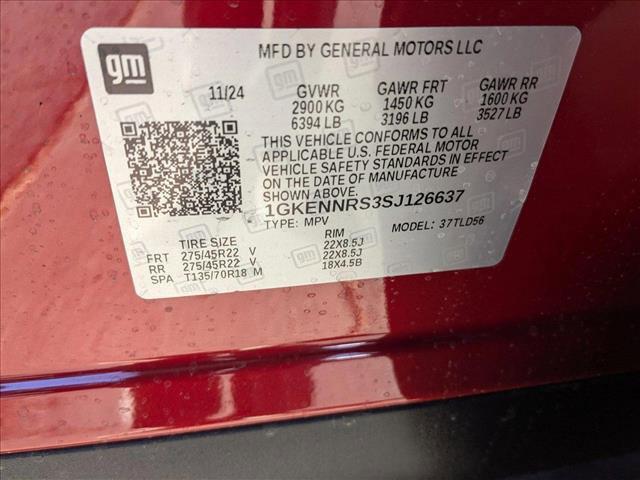 gm
MFD BY GENERAL MOTORS LLC
11/24 GVWR GAWR FRT GAWR RR
2900 KG 1450 KG 1600 KG
6394 LB 3196 LB 3527 LB
THIS VEHICLE CONFORMS TO ALL
APPLICABLE U.S. FEDERAL MOTOR
VEHICLE SAFETY STANDARDS IN EFFECT
ON THE DATE OF MANUFACTURE
SHOWN ABOVE.
1GKENNRS3SJ126637
TYPE: MPV MODEL: 37TLD56
TIRE SIZE RIM
FRT 275/45R22 V 22X8.5J
RR 275/45R22 V 22X8.5J
SPA T135/70R18 M 18X4.5B